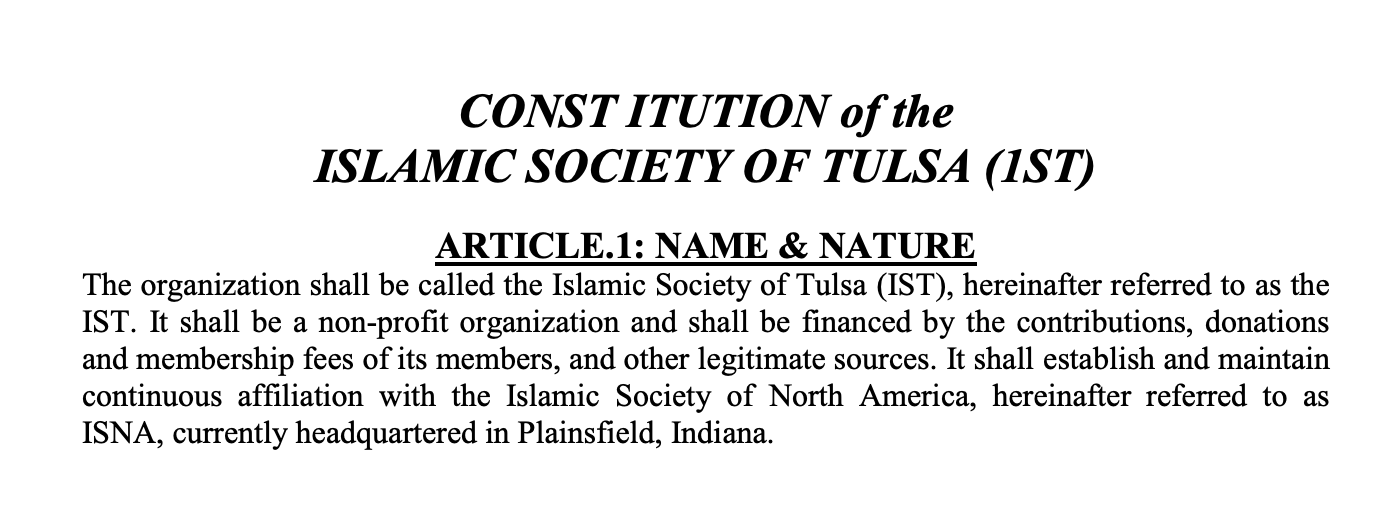 CONST ITUTION of the
ISLAMIC SOCIETY OF TULSA (1ST)
ARTICLE.1: NAME & NATURE
The organization shall be called the Islamic Society of Tulsa (IST), hereinafter referred to as the
IST. It shall be a non-profit organization and shall be financed by the contributions, donations
and membership fees of its members, and other legitimate sources. It shall establish and maintain
continuous affiliation with the Islamic Society of North America, hereinafter referred to as
ISNA, currently headquartered in Plainsfield, Indiana.